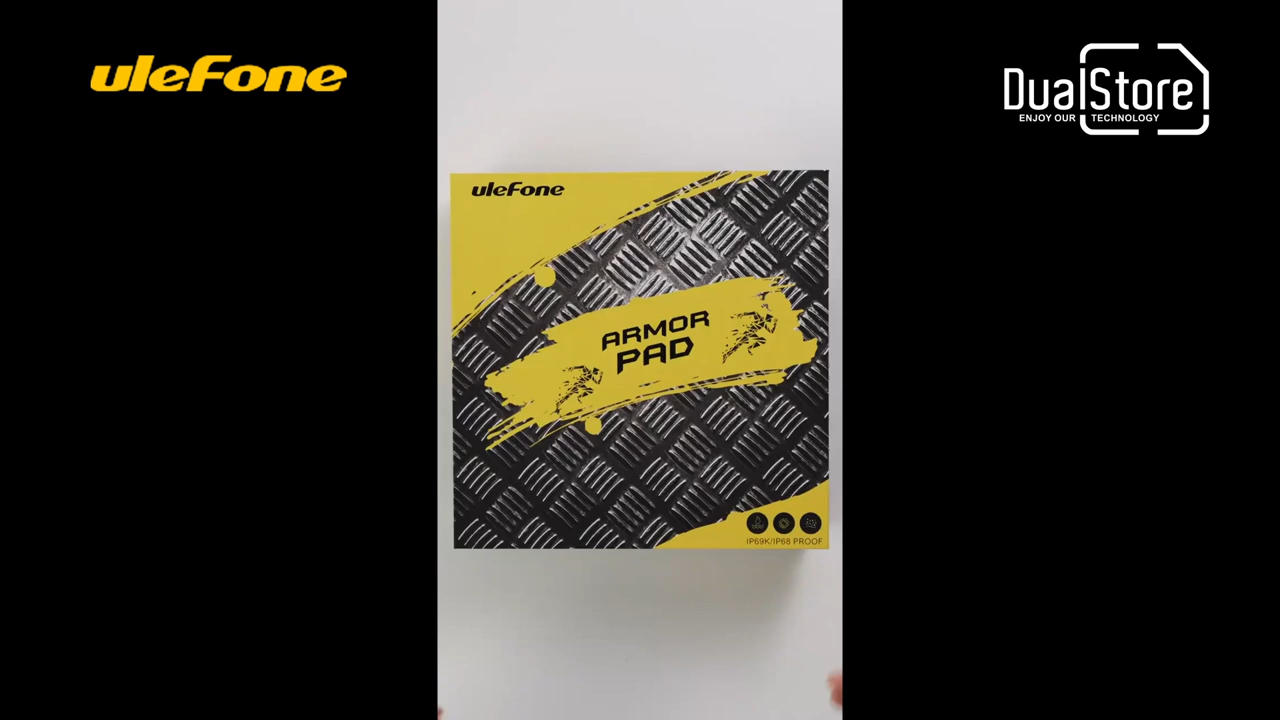 uleFone
DualStore
ENJOY OUR TECHNOLOGY
uleFone
ARMOR
PAD
IP69K/IP68 PROOF